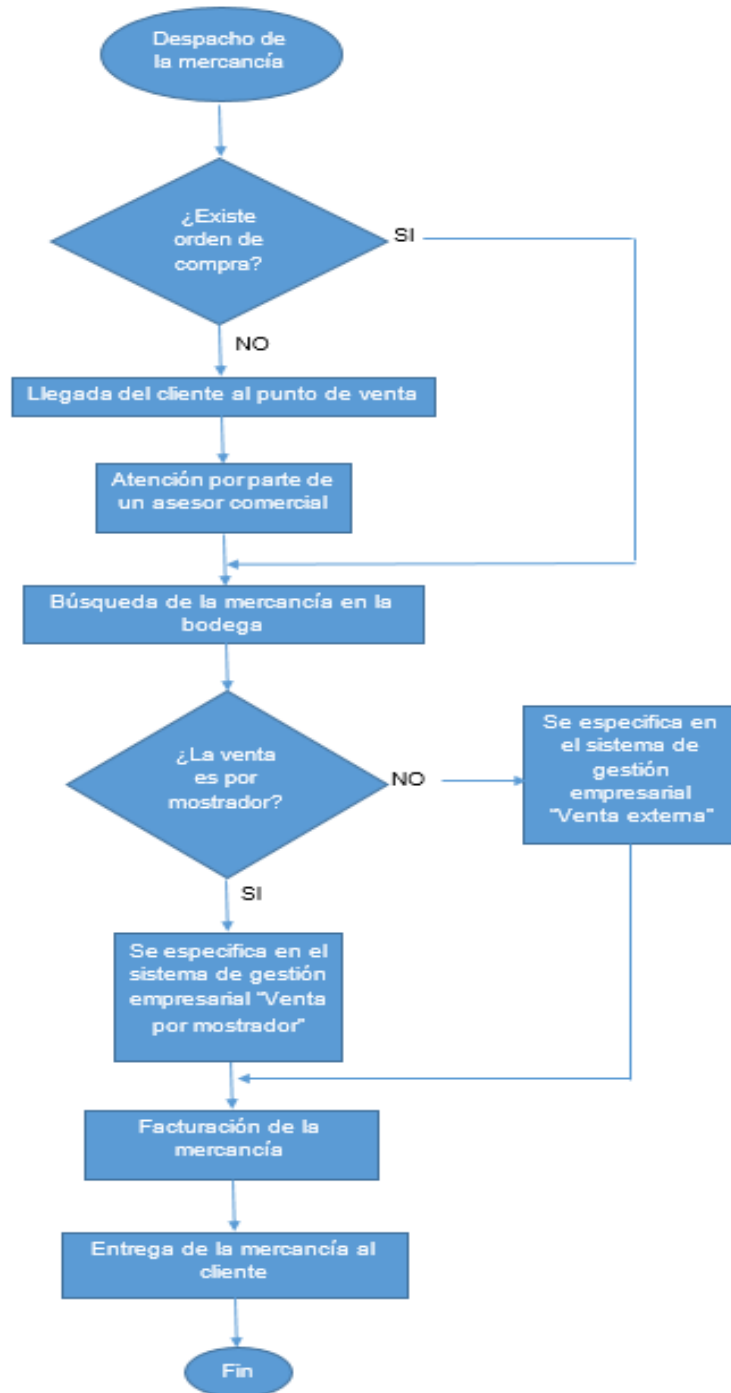 Despacho de
la mercancía
¿Existe
orden de
compra?
SI
NO
Llegada del cliente al punto de venta
Atención por parte de
un asesor comercial
Búsqueda de la mercancía en la
bodega
¿La venta
es por
mostrador?
NO
Se especifica en
el sistema de
gestión
empresarial
"Venta externa"
SI
Se especifica en el
sistema de gestión
empresarial "Venta
por mostrador"
Facturación de la
mercancía
Entrega de la mercancía al
cliente
Fin